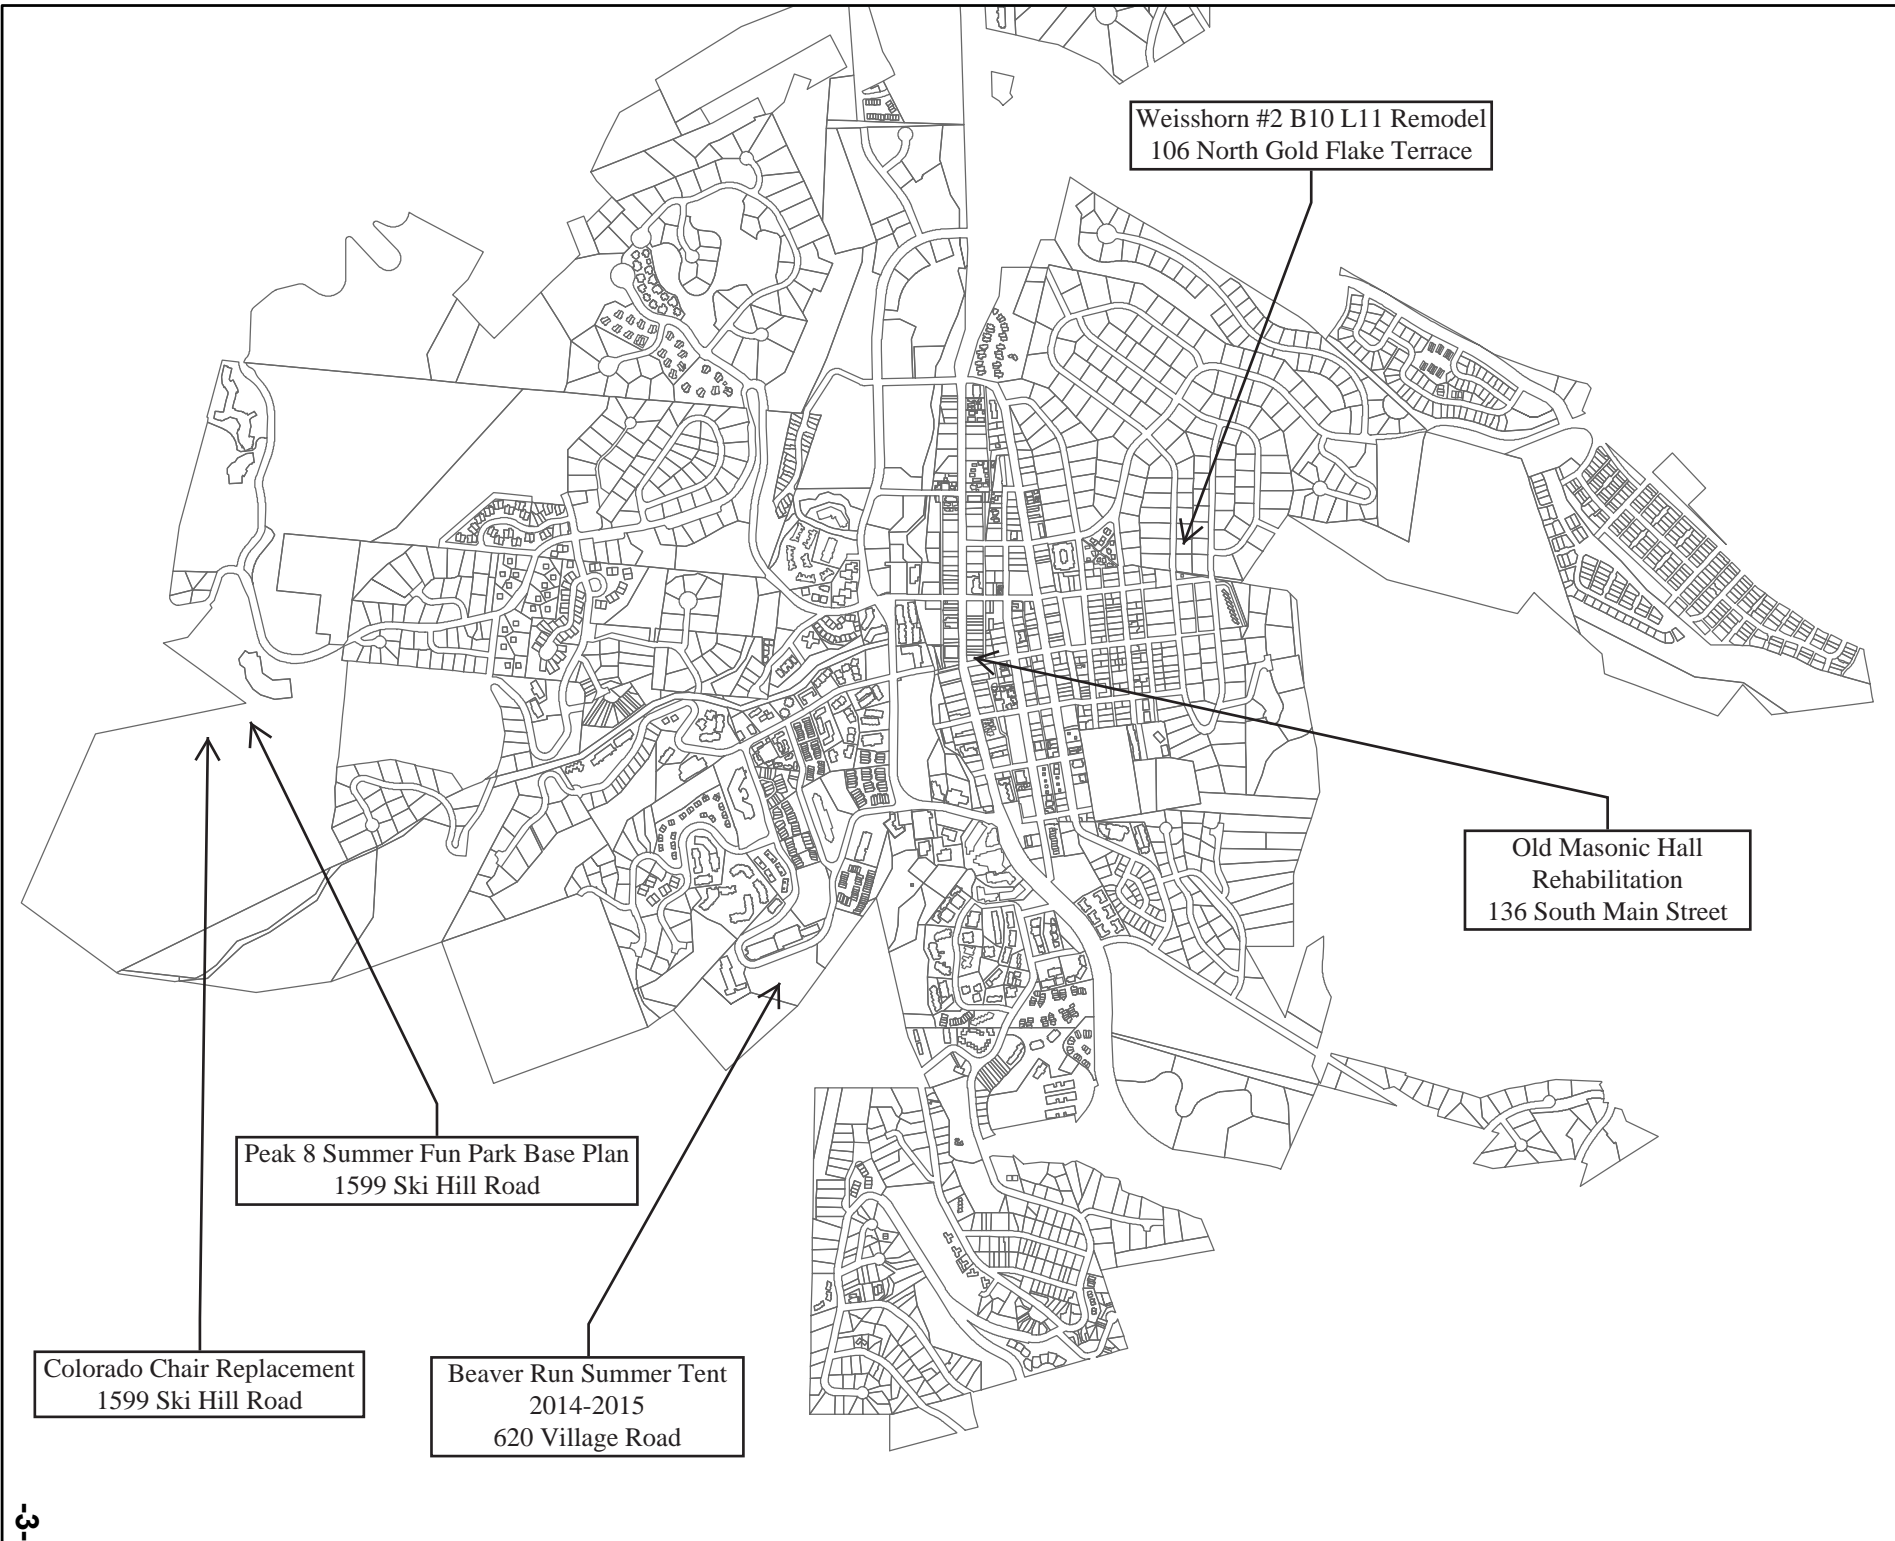 Weisshorn #2 B10 L11 Remodel
106 North Gold Flake Terrace
Old Masonic Hall
Rehabilitation
136 South Main Street
Peak 8 Summer Fun Park Base Plan
1599 Ski Hill Road
Colorado Chair Replacement
1599 Ski Hill Road
Beaver Run Summer Tent
2014-2015
620 Village Road
-3-